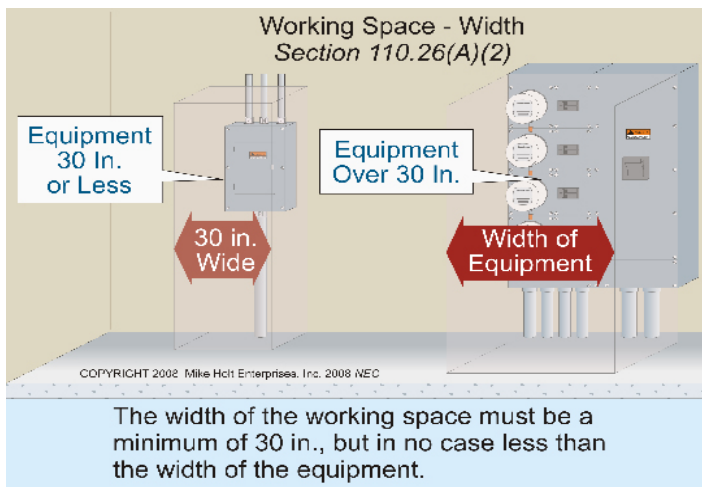 Working Space - Width
Section 110.26(A)(2)
Equipment
30 In.
or Less
Equipment
Over 30 In.
30 in.
Wide
Width of
Equipment
COPYRIGHT 2008 Mike Holt Enterprises, Inc. 2008 NEC
The width of the working space must be a
minimum of 30 in., but in no case less than
the width of the equipment.